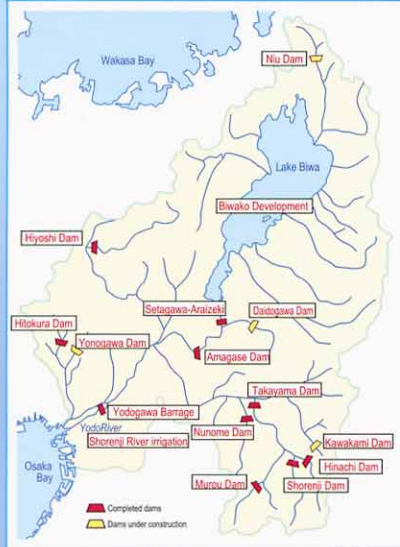 Wakasa Bay
Niu Dam
Lake Biwa
Biwako Development
Hiyoshi Dam
Setagawa-Araizeki
Daidogawa Dam
Hitokura Dam
Yonogawa Dam
Amagase Dam
Takayama Dam
Yodogawa Barrage
YodoRiver
Nunome Dam
Shorenji River irrigation
Kawakami Dam
Hinachi Dam
Osaka
Bay
Murou Dam
Shorenji Dam
Completed dams
Dams under construction